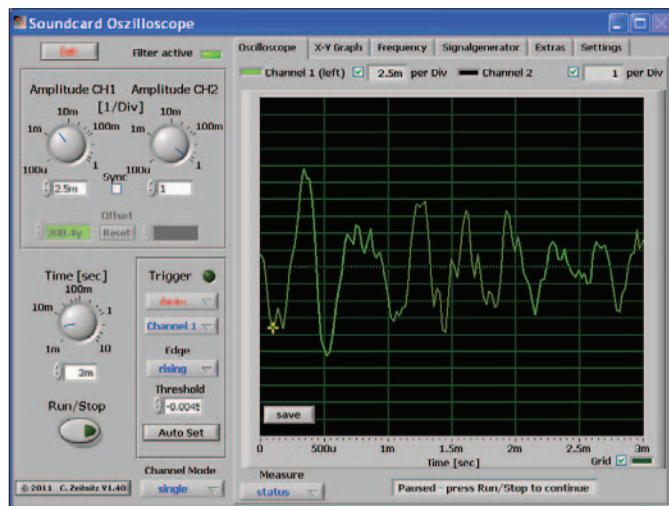 Soundcard Oszilloscope
Filter active
Amplitude CH1 Amplitude CH2
[1/Div]
10m 10m
1m 100m 1m 100m
100u 1 100u 1
Sync
2.5m 1
Offset
Reset
Time [sec]
100m
10m 1
1m 10
3m
Run/Stop
Trigger
Channel 1
Edge
rising
Threshold
-0.0045
Auto Set
Channel Mode
single
© 2011 C. Zeitnitz V1.40
Oscilloscope X-Y Graph Frequency Signalgenerator Extras Settings
Channel 1 (left) 2.5m per Div Channel 2 1 per Div
save
0 500u 1m 1.5m 2m 2.5m 3m
Time [sec]
Grid
Measure
status
Paused - press Run/Stop to continue